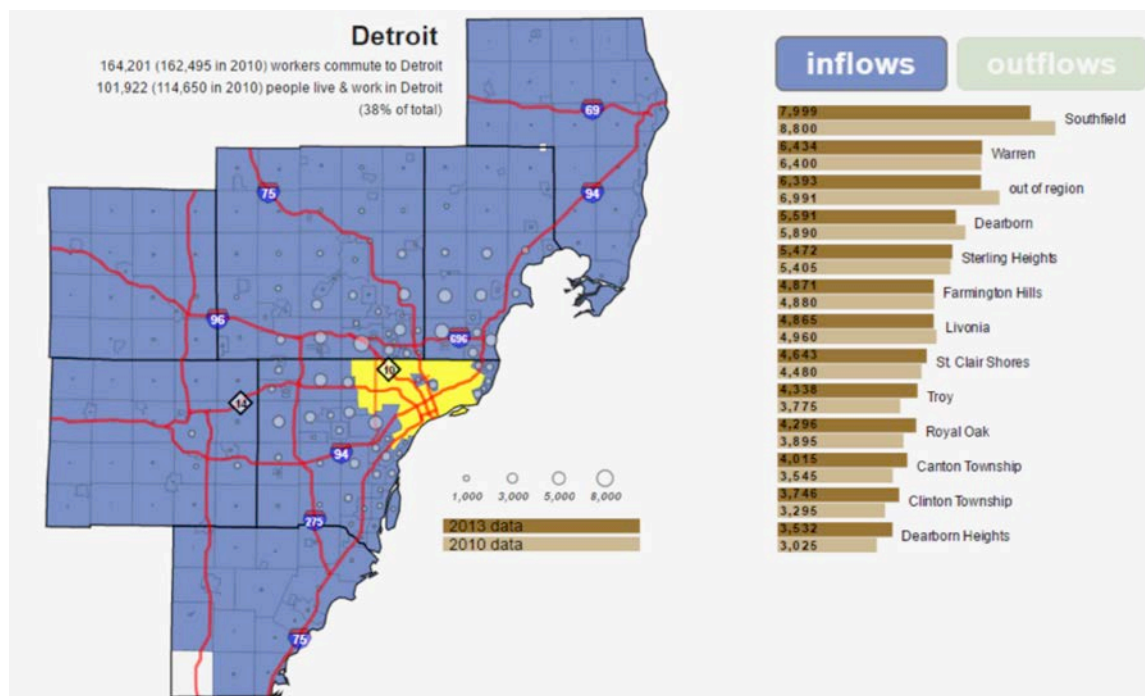 Detroit
164,201 (162,495 in 2010) workers commute to Detroit
101,922 (114,650 in 2010) people live & work in Detroit
(38% of total)
inflows
outflows
7,999
8,800
Southfield
6,434
6,400
Warren
6,393
6,991
out of region
5,591
5,890
Dearborn
5,472
5,405
Sterling Heights
4,871
4,880
Farmington Hills
4,865
4,960
Livonia
4,643
4,480
St. Clair Shores
4,338
3,775
Troy
4,296
3,895
Royal Oak
4,015
3,545
Canton Township
3,746
3,295
Clinton Township
3,532
3,025
Dearborn Heights
69
75
94
96
696
10
14
94
275
75
1,000
3,000
5,000
8,000
2013 data
2010 data